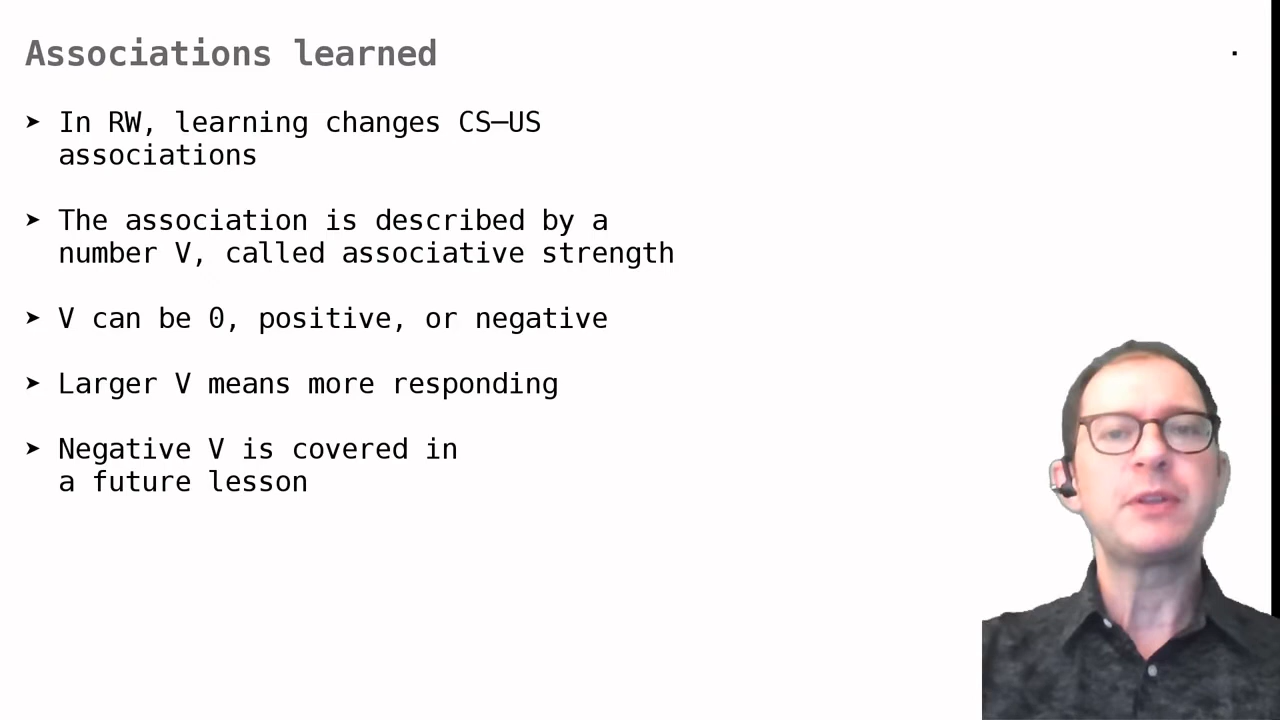 Associations learned
➤ In RW, learning changes CS–US
associations
➤ The association is described by a
number V, called associative strength
➤ V can be 0, positive, or negative
➤ Larger V means more responding
➤ Negative V is covered in
a future lesson